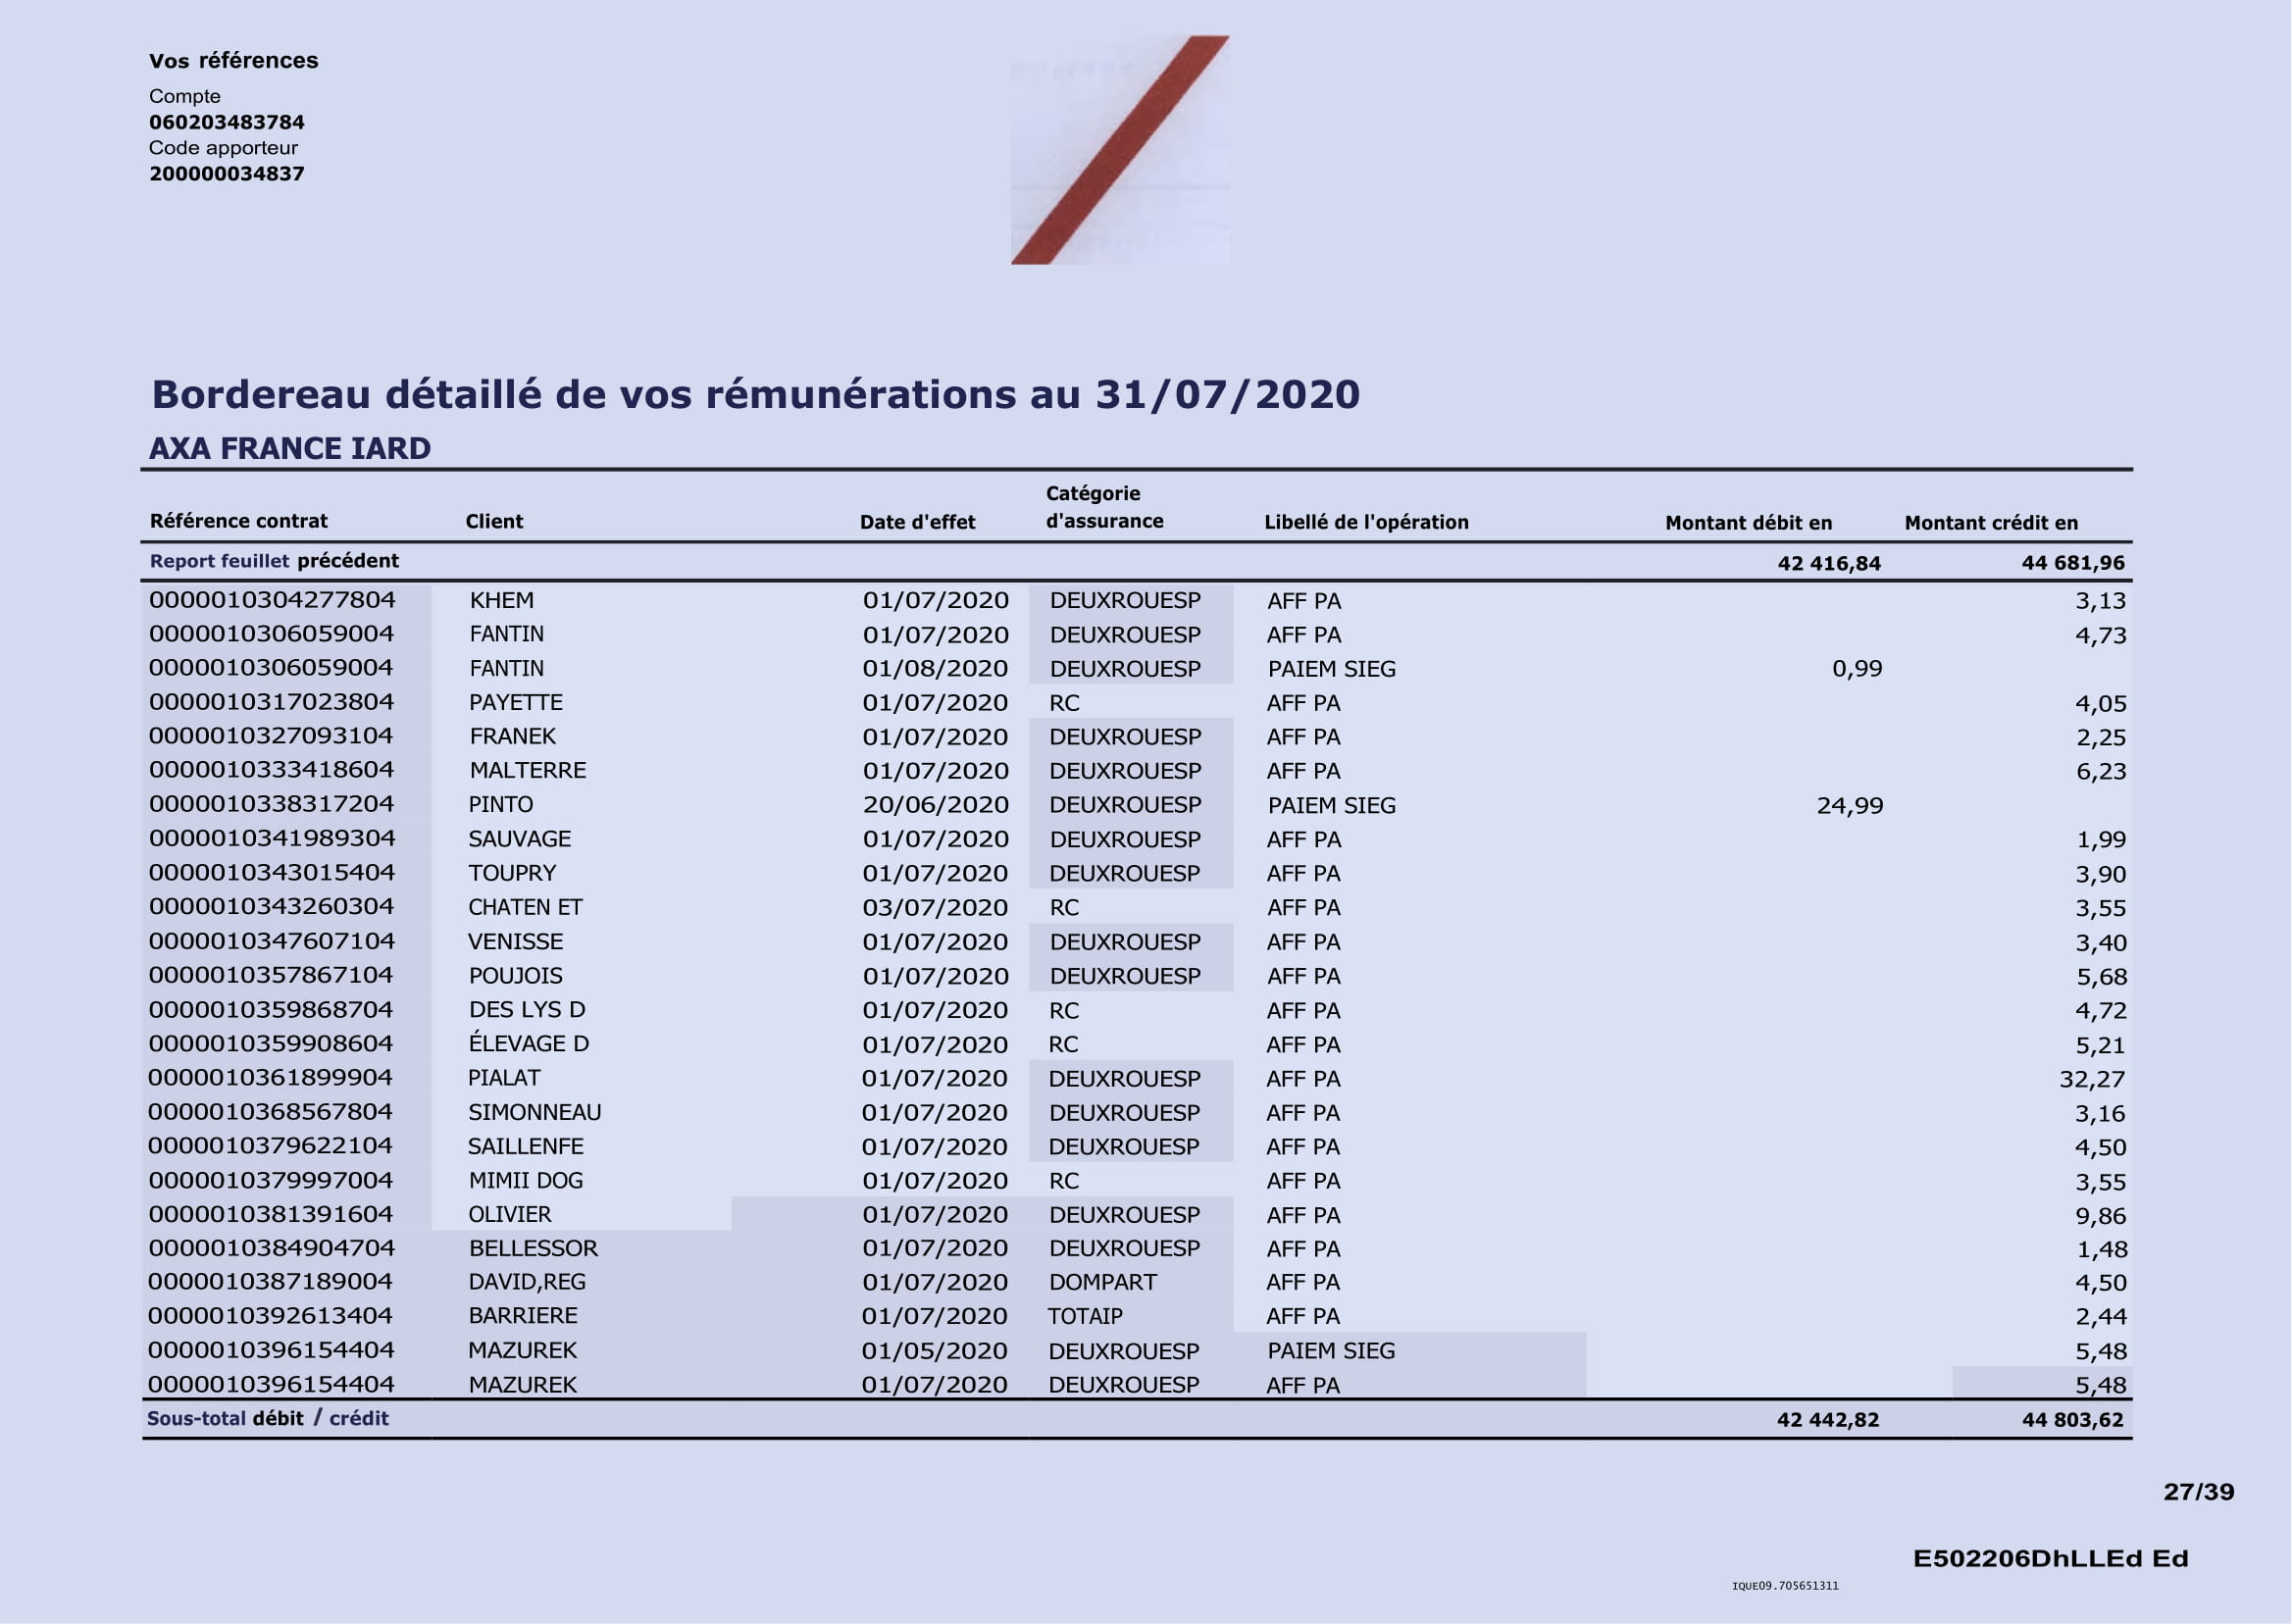 Vos références
Compte
060203483784
Code apporteur
200000034837
Bordereau détaillé de vos rémunérations au 31/07/2020
AXA FRANCE IARD
Référence contrat Client Date d'effet Catégorie d'assurance Libellé de l'opération Montant débit en Montant crédit en
Report feuillet précédent 42 416,84 44 681,96
0000010304277804 KHEM 01/07/2020 DEUXROUESP AFF PA 3,13
0000010306059004 FANTIN 01/07/2020 DEUXROUESP AFF PA 4,73
0000010306059004 FANTIN 01/08/2020 DEUXROUESP PAIEM SIEG 0,99
0000010317023804 PAYETTE 01/07/2020 RC AFF PA 4,05
0000010327093104 FRANEK 01/07/2020 DEUXROUESP AFF PA 2,25
0000010333418604 MALTERRE 01/07/2020 DEUXROUESP AFF PA 6,23
0000010338317204 PINTO 20/06/2020 DEUXROUESP PAIEM SIEG 24,99
0000010341989304 SAUVAGE 01/07/2020 DEUXROUESP AFF PA 1,99
0000010343015404 TOUPRY 01/07/2020 DEUXROUESP AFF PA 3,90
0000010343260304 CHATEN ET 03/07/2020 RC AFF PA 3,55
0000010347607104 VENISSE 01/07/2020 DEUXROUESP AFF PA 3,40
0000010357867104 POUJOIS 01/07/2020 DEUXROUESP AFF PA 5,68
0000010359868704 DES LYS D 01/07/2020 RC AFF PA 4,72
0000010359908604 ÉLEVAGE D 01/07/2020 RC AFF PA 5,21
0000010361899904 PIALAT 01/07/2020 DEUXROUESP AFF PA 32,27
0000010368567804 SIMONNEAU 01/07/2020 DEUXROUESP AFF PA 3,16
0000010379622104 SAILLENFE 01/07/2020 DEUXROUESP AFF PA 4,50
0000010379997004 MIMII DOG 01/07/2020 RC AFF PA 3,55
0000010381391604 OLIVIER 01/07/2020 DEUXROUESP AFF PA 9,86
0000010384904704 BELLESSOR 01/07/2020 DEUXROUESP AFF PA 1,48
0000010387189004 DAVID,REG 01/07/2020 DOMPART AFF PA 4,50
0000010392613404 BARRIERE 01/07/2020 TOTAIP AFF PA 2,44
0000010396154404 MAZUREK 01/05/2020 DEUXROUESP PAIEM SIEG 5,48
0000010396154404 MAZUREK 01/07/2020 DEUXROUESP AFF PA 5,48
Sous-total débit / crédit 42 442,82 44 803,62
27/39
E502206DhLLEd Ed
IQUE09.705651311